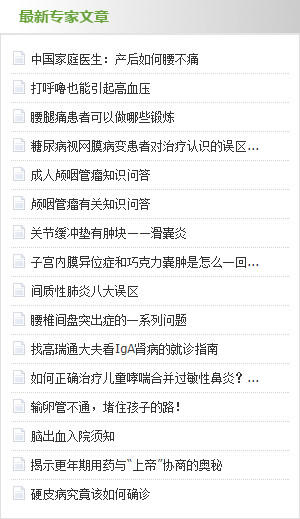 最新专家文章
中国家庭医生：产后如何腰不痛
打呼噜也能引起高血压
腰腿痛患者可以做哪些锻炼
糖尿病视网膜病变患者对治疗认识的误区...
成人颅咽管瘤知识问答
颅咽管瘤有关知识问答
关节缓冲垫有肿块——滑囊炎
子宫内膜异位症和巧克力囊肿是怎么一回...
间质性肺炎八大误区
腰椎间盘突出症的一系列问题
找高瑞通大夫看IgA肾病的就诊指南
如何正确治疗儿童哮喘合并过敏性鼻炎？...
输卵管不通，堵住孩子的路！
脑出血入院须知
揭示更年期用药与“上帝”协商的奥秘
硬皮病究竟该如何确诊